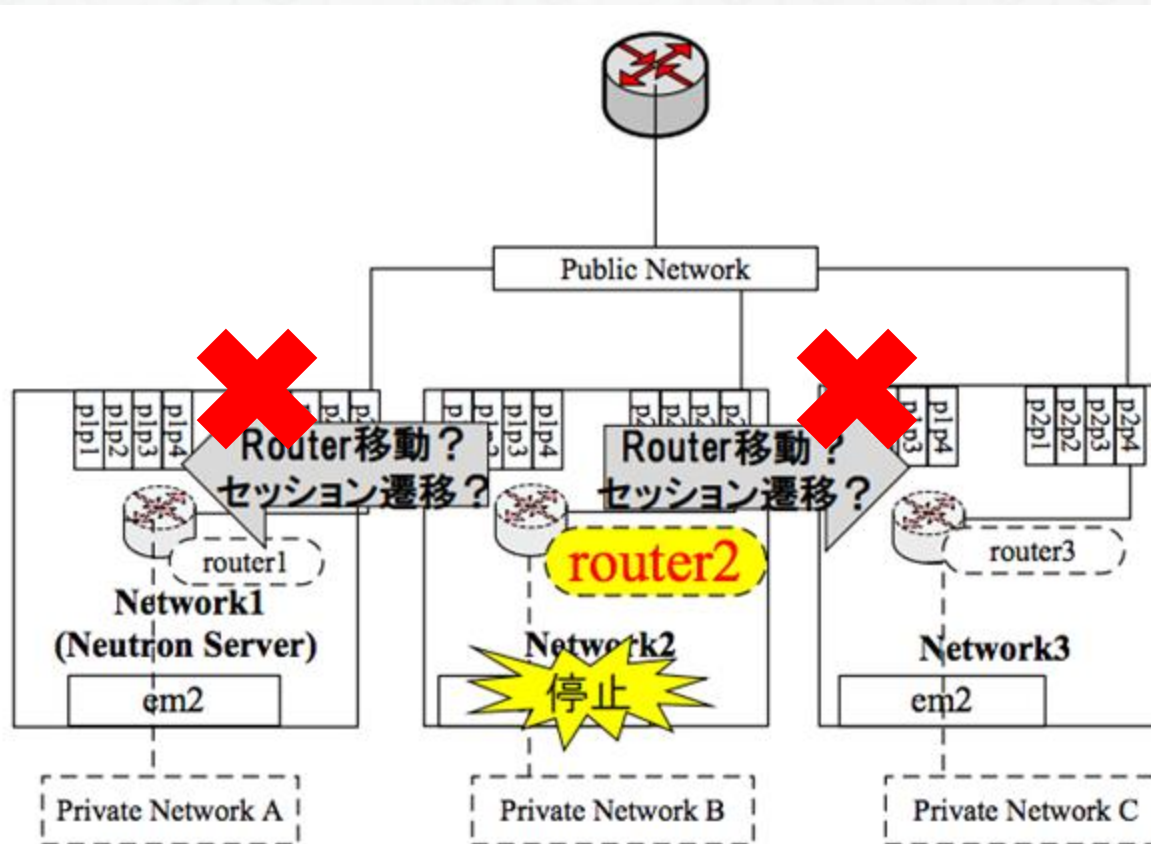 Public Network
p1p1
p1p2
p1p3
p1p4
p1p3
p1p4
p1p4
p2p1
p2p2
p2p3
p2p4
Router移動？
セッション遷移？
Router移動？
セッション遷移？
router1
router2
router3
Network1
(Neutron Server)
Network2
Network3
em2
停止
em2
Private Network A
Private Network B
Private Network C